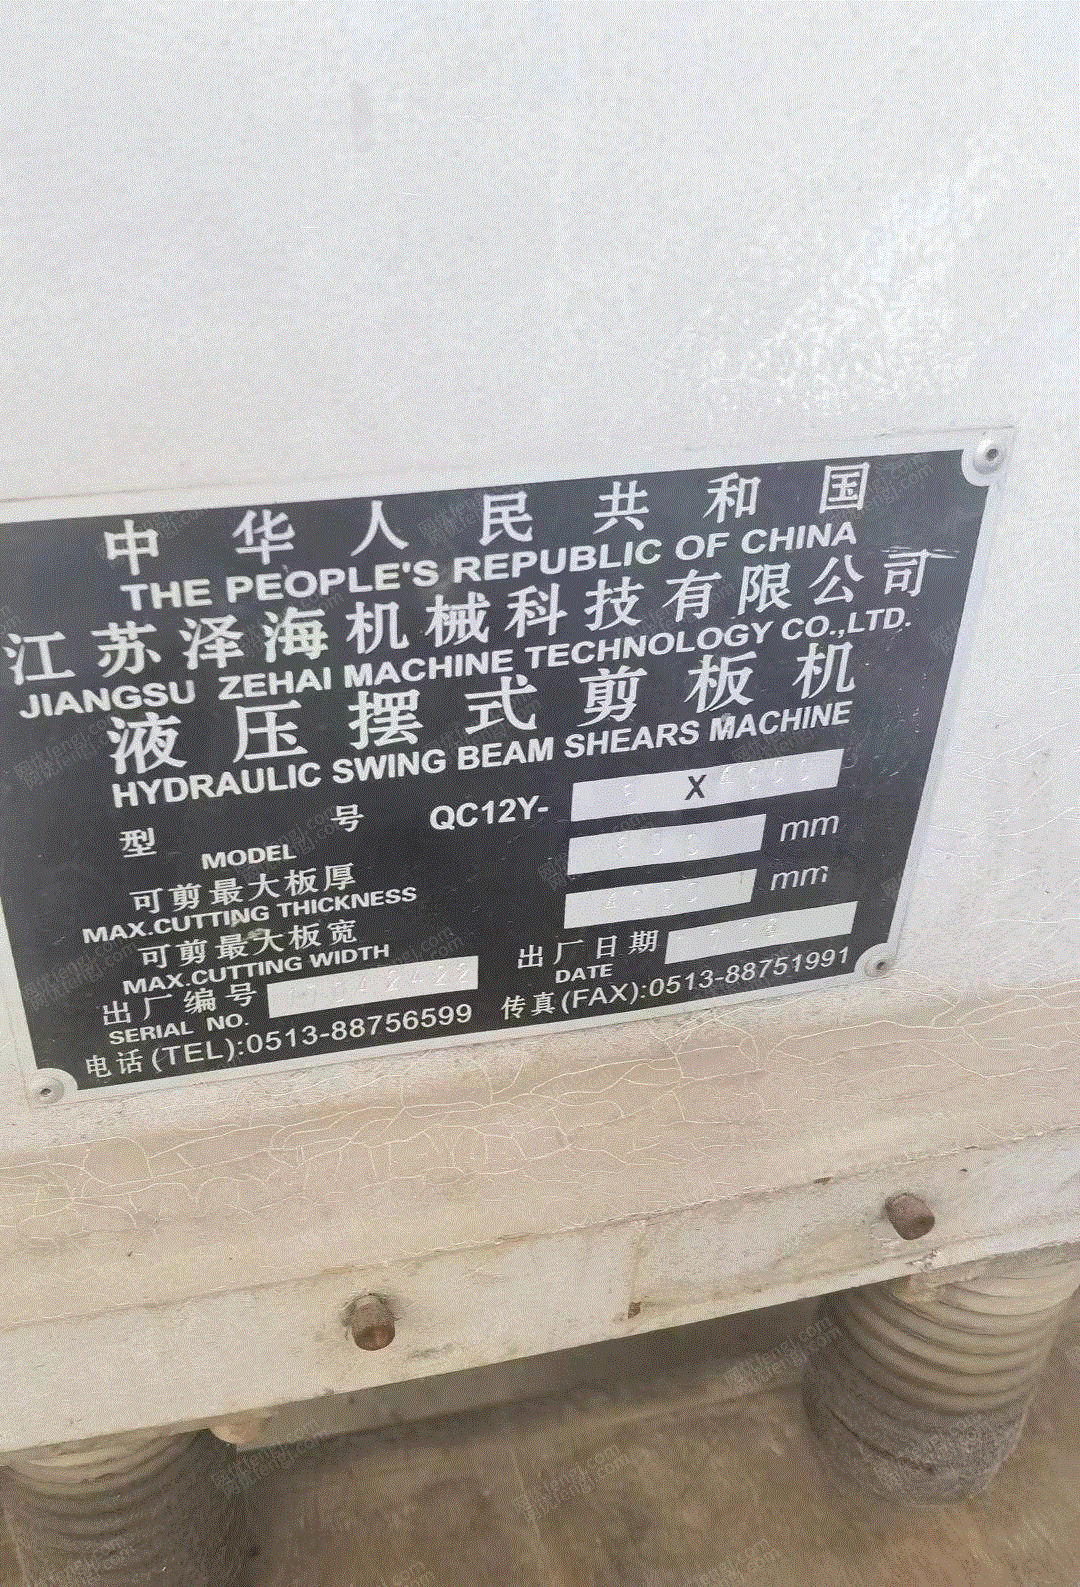 中华人民共和国
THE PEOPLE'S REPUBLIC OF CHINA
江苏泽海机械科技有限公司
JIANGSU ZEHAI MACHINE TECHNOLOGY CO.,LTD.
液压摆式剪板机
HYDRAULIC SWING BEAM SHEARS MACHINE
型号 QC12Y- X 4000
MODEL
可剪最大板厚 mm
MAX.CUTTING THICKNESS
可剪最大板宽 4000 mm
MAX.CUTTING WIDTH
出厂编号 出厂日期
SERIAL NO. DATE
电话(TEL):0513-88756599 传真(FAX):0513-88751991